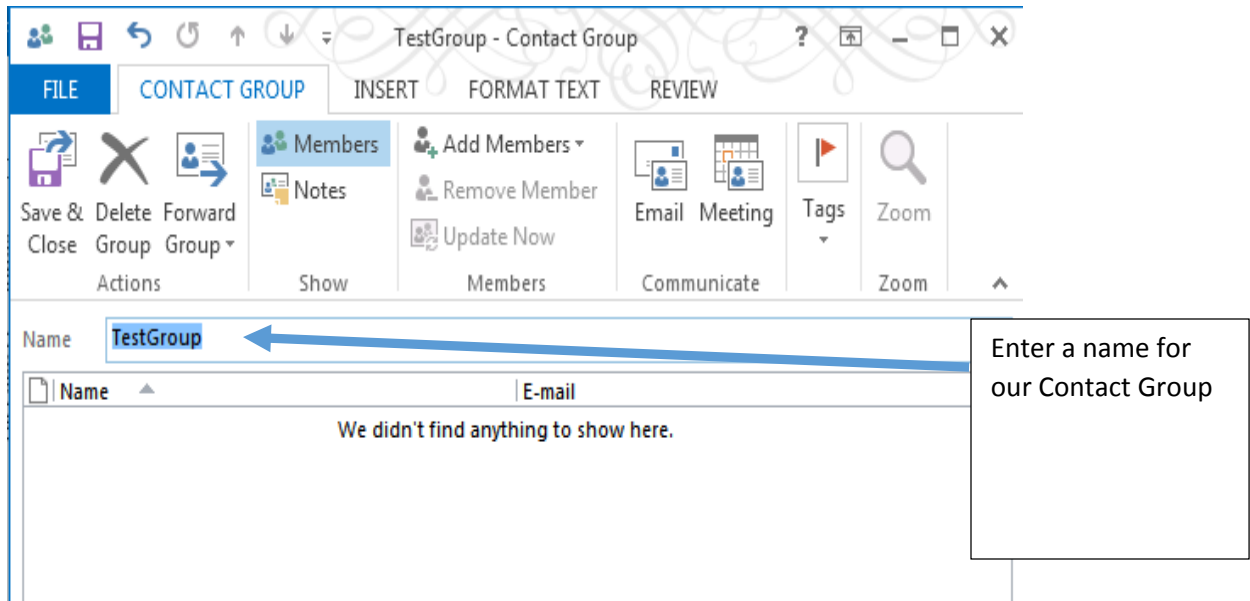 TestGroup - Contact Group ?
FILE CONTACT GROUP INSERT FORMAT TEXT REVIEW
Save & Close
Delete Group
Forward Group
Members
Notes
Add Members
Remove Member
Update Now
Email Meeting
Tags
Zoom
Actions Show Members Communicate Zoom
Name TestGroup
Name E-mail
We didn't find anything to show here.
Enter a name for
our Contact Group